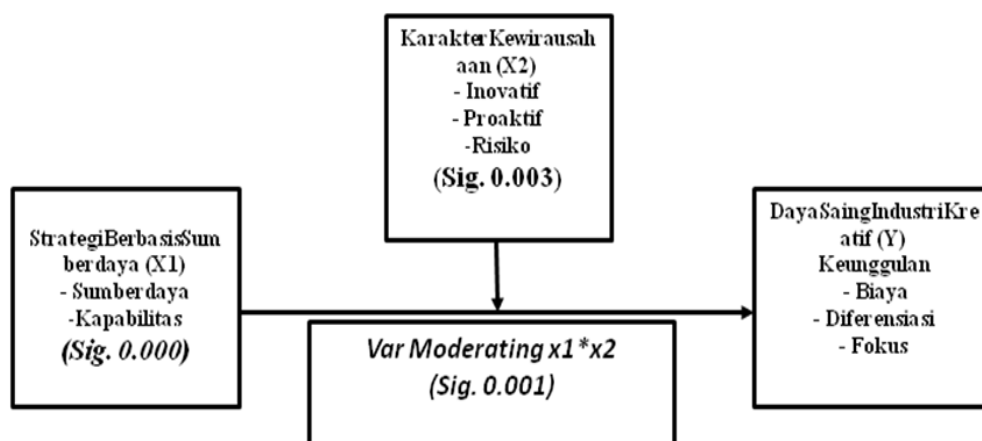 KarakterKewirausah
aan (X2)
- Inovatif
- Proaktif
-Risiko
(Sig. 0.003)
StrategiBerbasisSum
berdaya (X1)
- Sumberdaya
-Kapabilitas
(Sig. 0.000)
DayaSaingIndustriKre
atif (Y)
Keunggulan
- Biaya
- Diferensiasi
- Fokus
Var Moderating x1*x2
(Sig. 0.001)